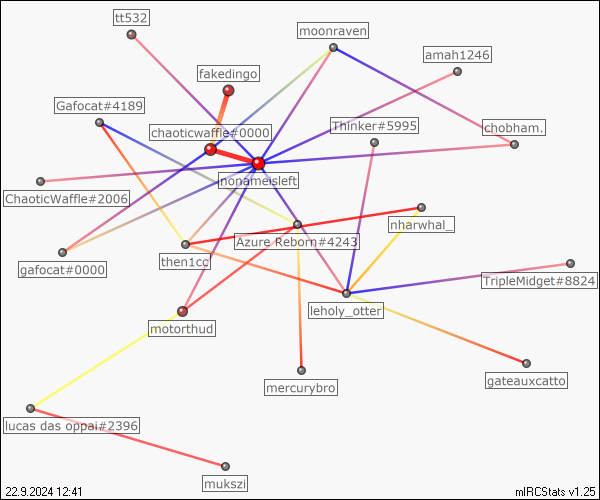 tt532
moonraven
amah1246
fakedingo
Gafocat#4189
chaoticwaffle#0000
Thinker#5995
chobham.
nonameisleft
ChaoticWaffle#2006
nharwhal_
Azure Reborn#4243
then1cc
gafocat#0000
TripleMidget#8824
leholy_otter
motorthud
mercurybro
gateauxcatto
lucas das oppai#2396
mukszi
22.9.2024 12:41
mIRCStats v1.25